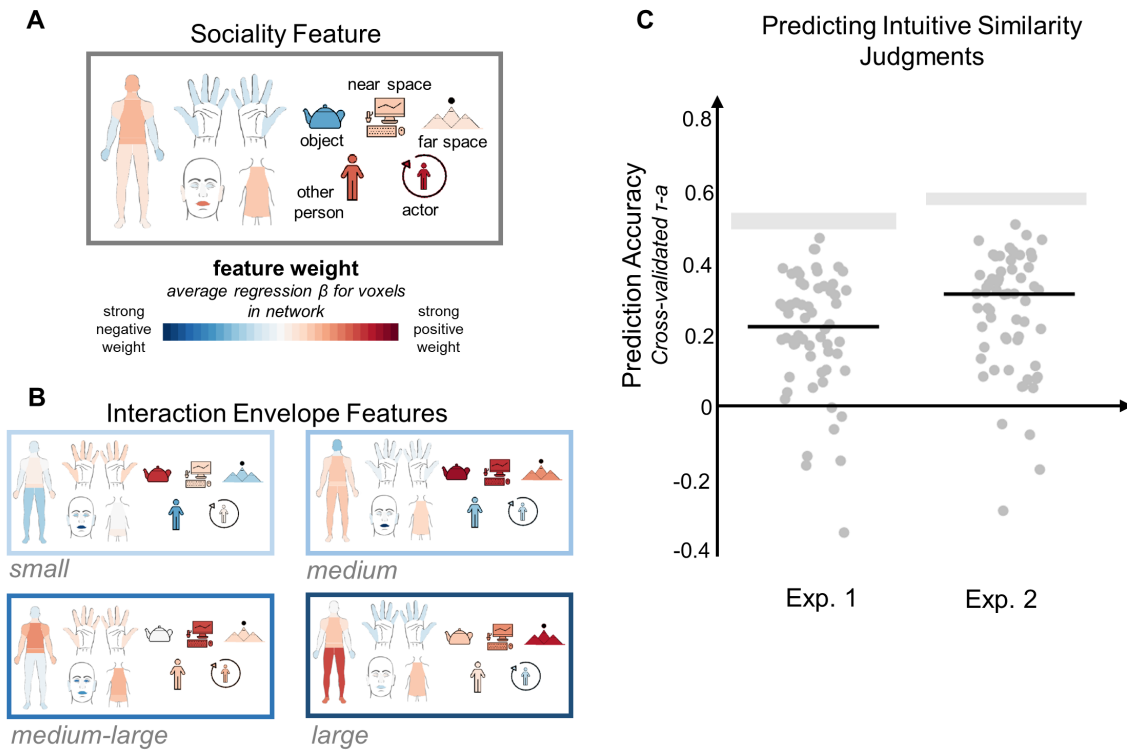 A
Sociality Feature
near space
object
far space
other
person
actor
feature weight
average regression β for voxels
in network
strong
negative
weight
strong
positive
weight
B
Interaction Envelope Features
small
medium
medium-large
large
C
Predicting Intuitive Similarity
Judgments
Prediction Accuracy
Cross-validated τ-a
0.8
0.6
0.4
0.2
0
-0.2
-0.4
Exp. 1
Exp. 2